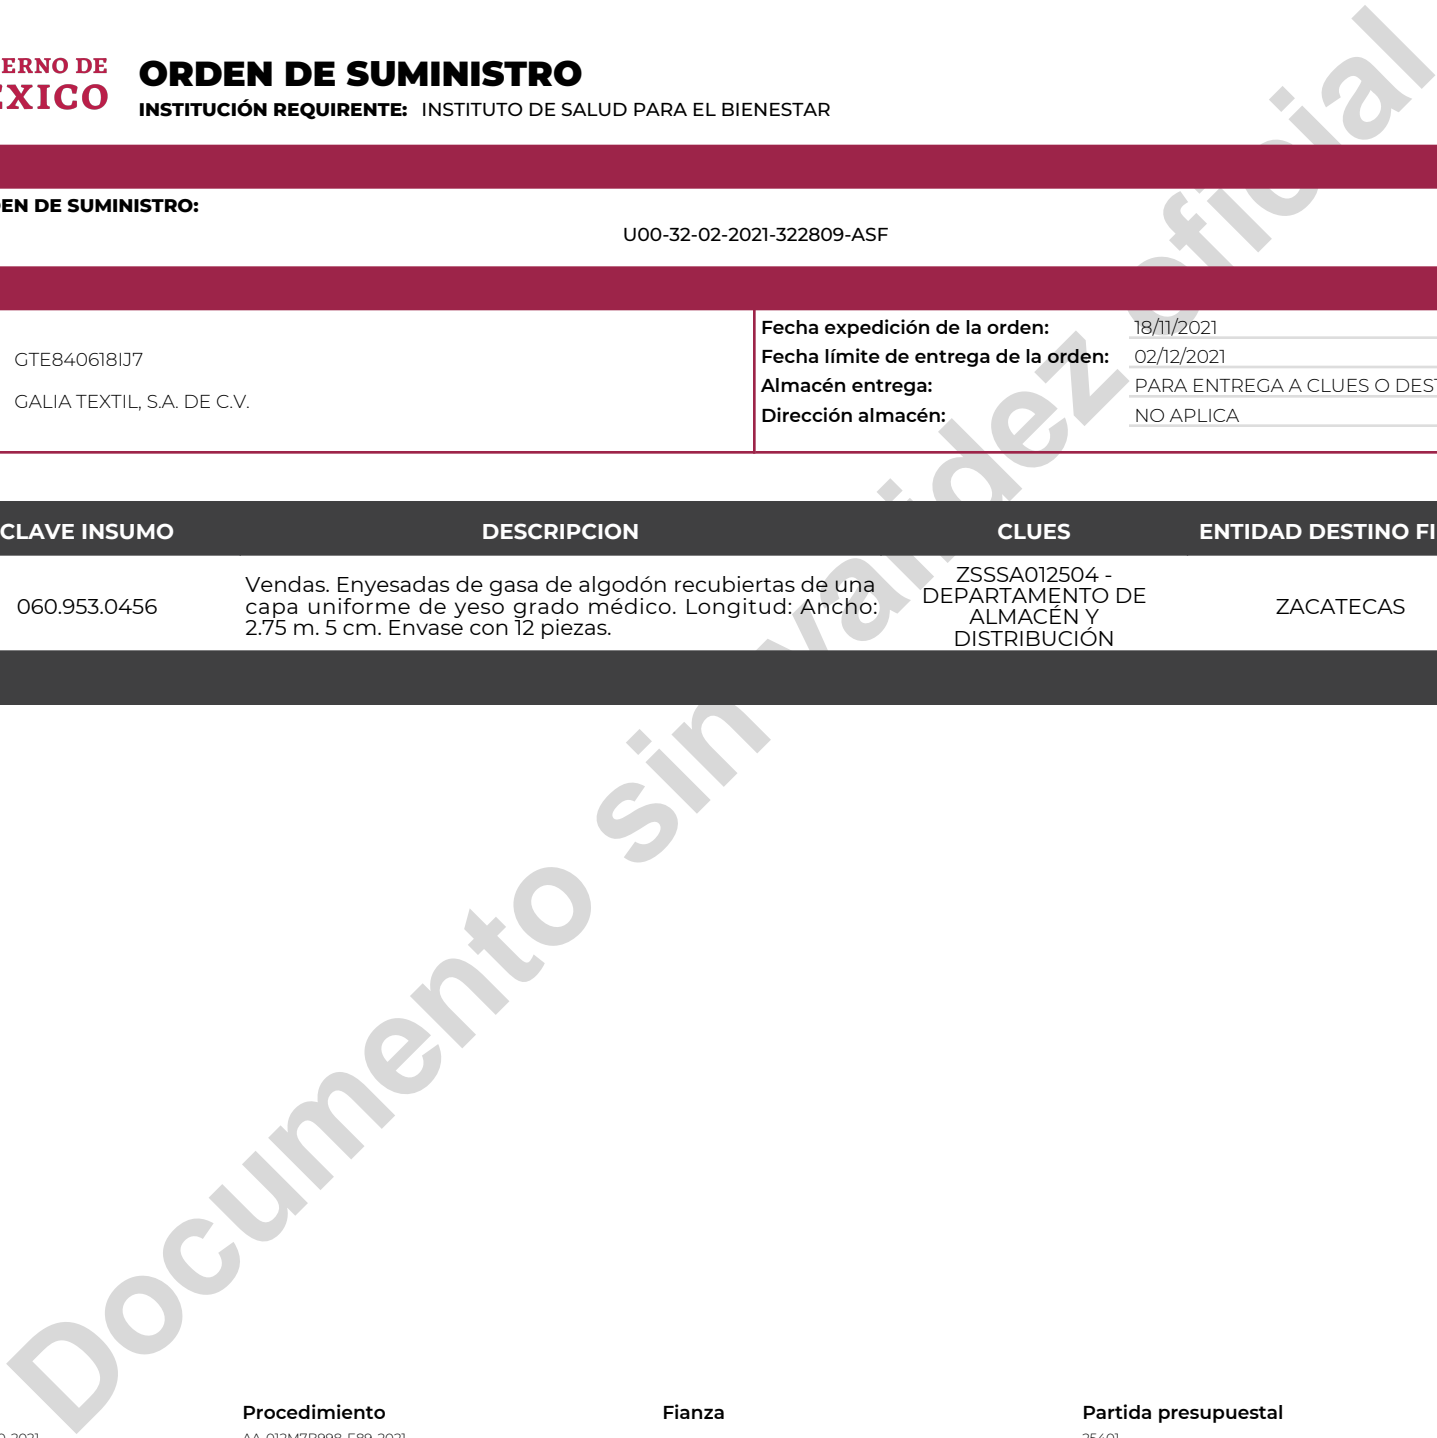 ERNO DE
ÉXICO
ORDEN DE SUMINISTRO
INSTITUCIÓN REQUIRENTE: INSTITUTO DE SALUD PARA EL BIENESTAR
EN DE SUMINISTRO:
U00-32-02-2021-322809-ASF
GTE840618IJ7
GALIA TEXTIL, S.A. DE C.V.
Fecha expedición de la orden: 18/11/2021
Fecha límite de entrega de la orden: 02/12/2021
Almacén entrega: PARA ENTREGA A CLUES O DEST
Dirección almacén: NO APLICA
CLAVE INSUMO DESCRIPCION CLUES ENTIDAD DESTINO FI
060.953.0456
Vendas. Enyesadas de gasa de algodón recubiertas de una
capa uniforme de yeso grado médico. Longitud: Ancho:
2.75 m. 5 cm. Envase con 12 piezas.
ZSSSA012504 -
DEPARTAMENTO DE
ALMACÉN Y
DISTRIBUCIÓN
ZACATECAS
Documento sin validez oficial
Procedimiento Fianza Partida presupuestal